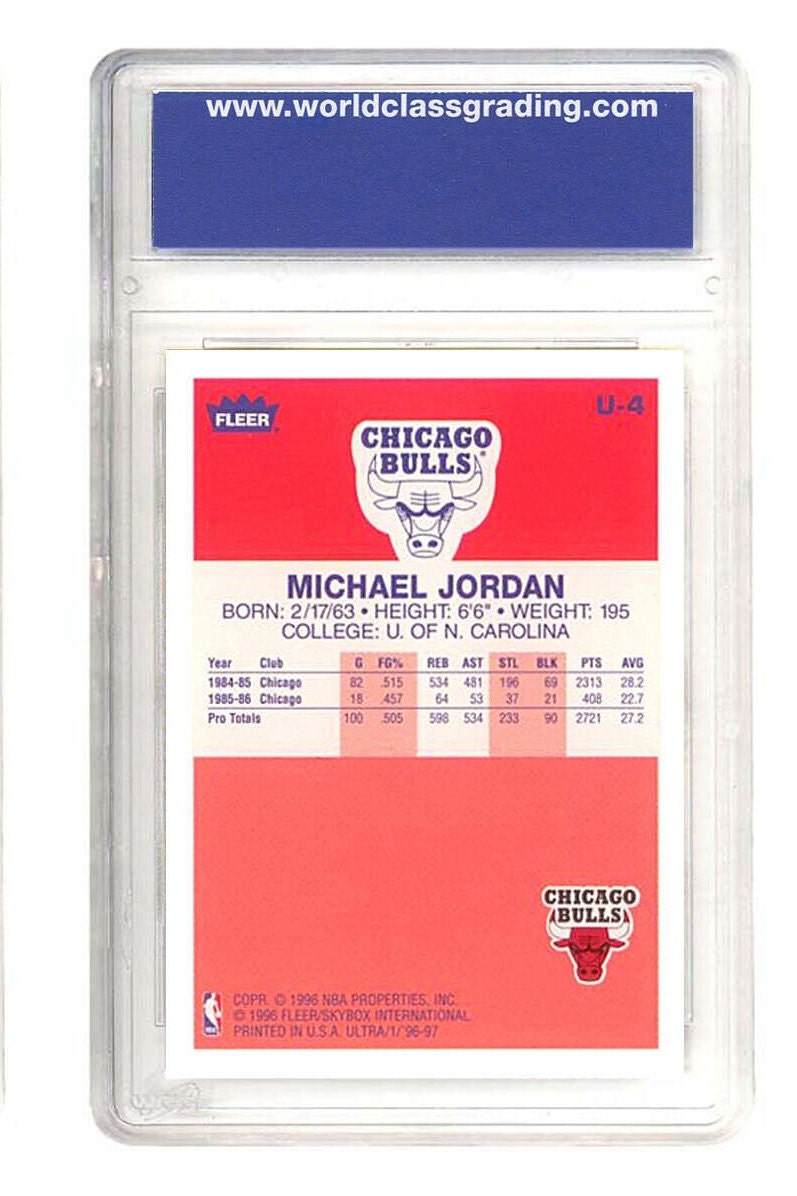 www.worldclassgrading.com
FLEER
U-4
CHICAGO
BULLS
MICHAEL JORDAN
BORN: 2/17/63 • HEIGHT: 6'6" • WEIGHT: 195
COLLEGE: U. OF N. CAROLINA
Year Club G FG% REB AST STL BLK PTS AVG
1984-85 Chicago 82 .515 534 481 196 69 2313 28.2
1985-86 Chicago 18 .457 64 53 37 21 408 22.7
Pro Totals 100 .505 598 534 233 90 2721 27.2
CHICAGO
BULLS
COPR. © 1996 NBA PROPERTIES, INC.
© 1996 FLEER/SKYBOX INTERNATIONAL
PRINTED IN U.S.A. ULTRA/1/'96-97
NBA